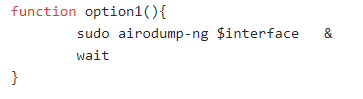 function option1(){
        sudo airodump-ng $interface   &
        wait
}